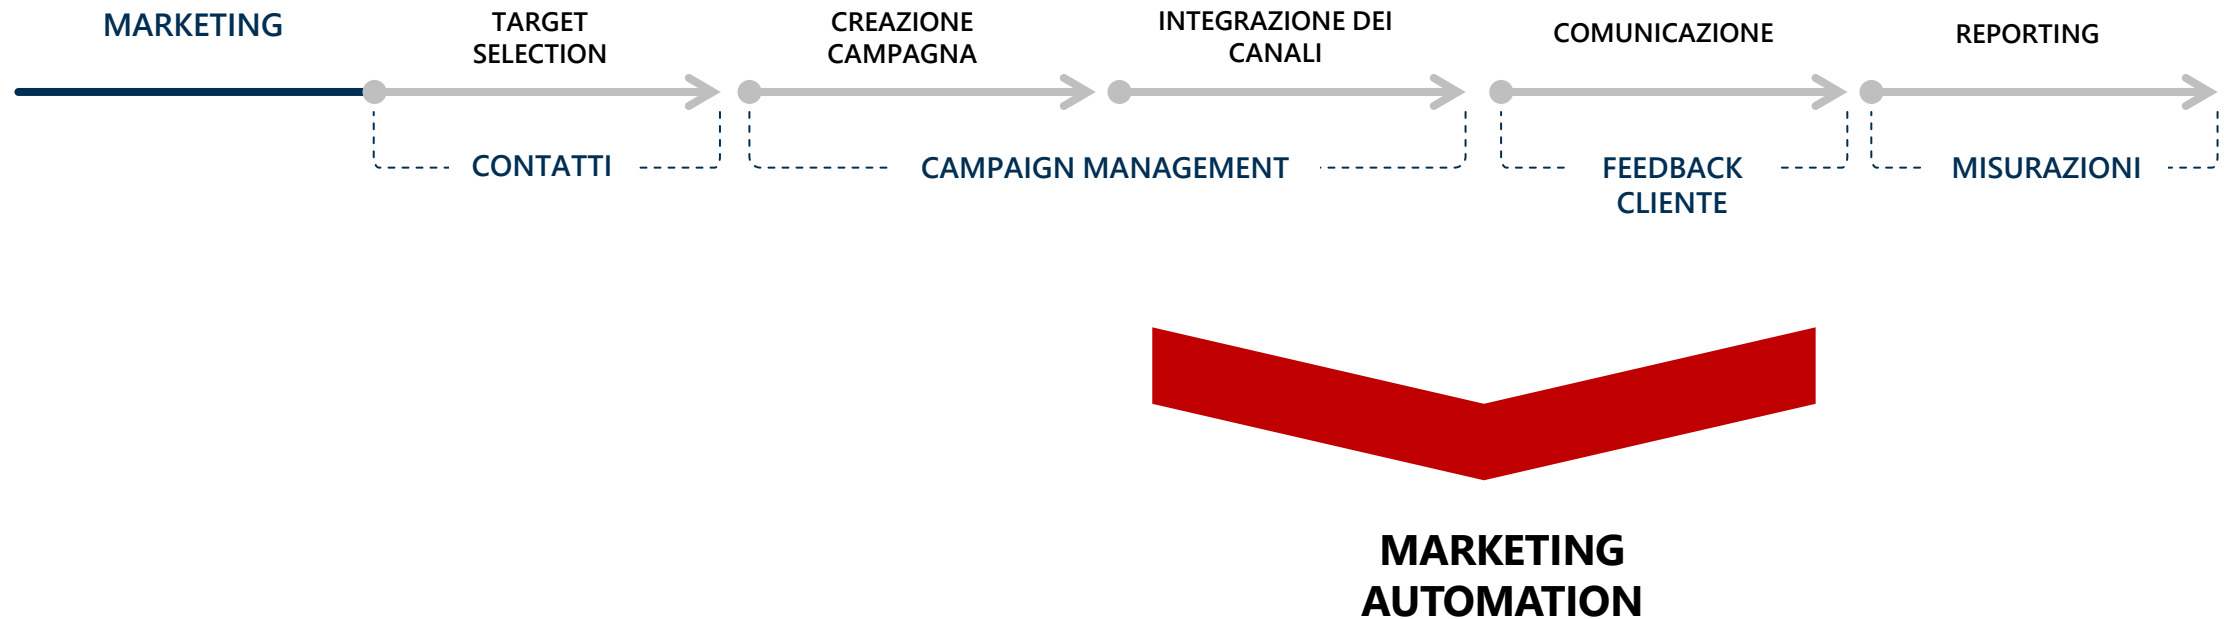 MARKETING
TARGET
SELECTION
CREAZIONE
CAMPAGNA
INTEGRAZIONE DEI
CANALI
COMUNICAZIONE
REPORTING
CONTATTI
CAMPAIGN MANAGEMENT
FEEDBACK
CLIENTE
MISURAZIONI
MARKETING
AUTOMATION